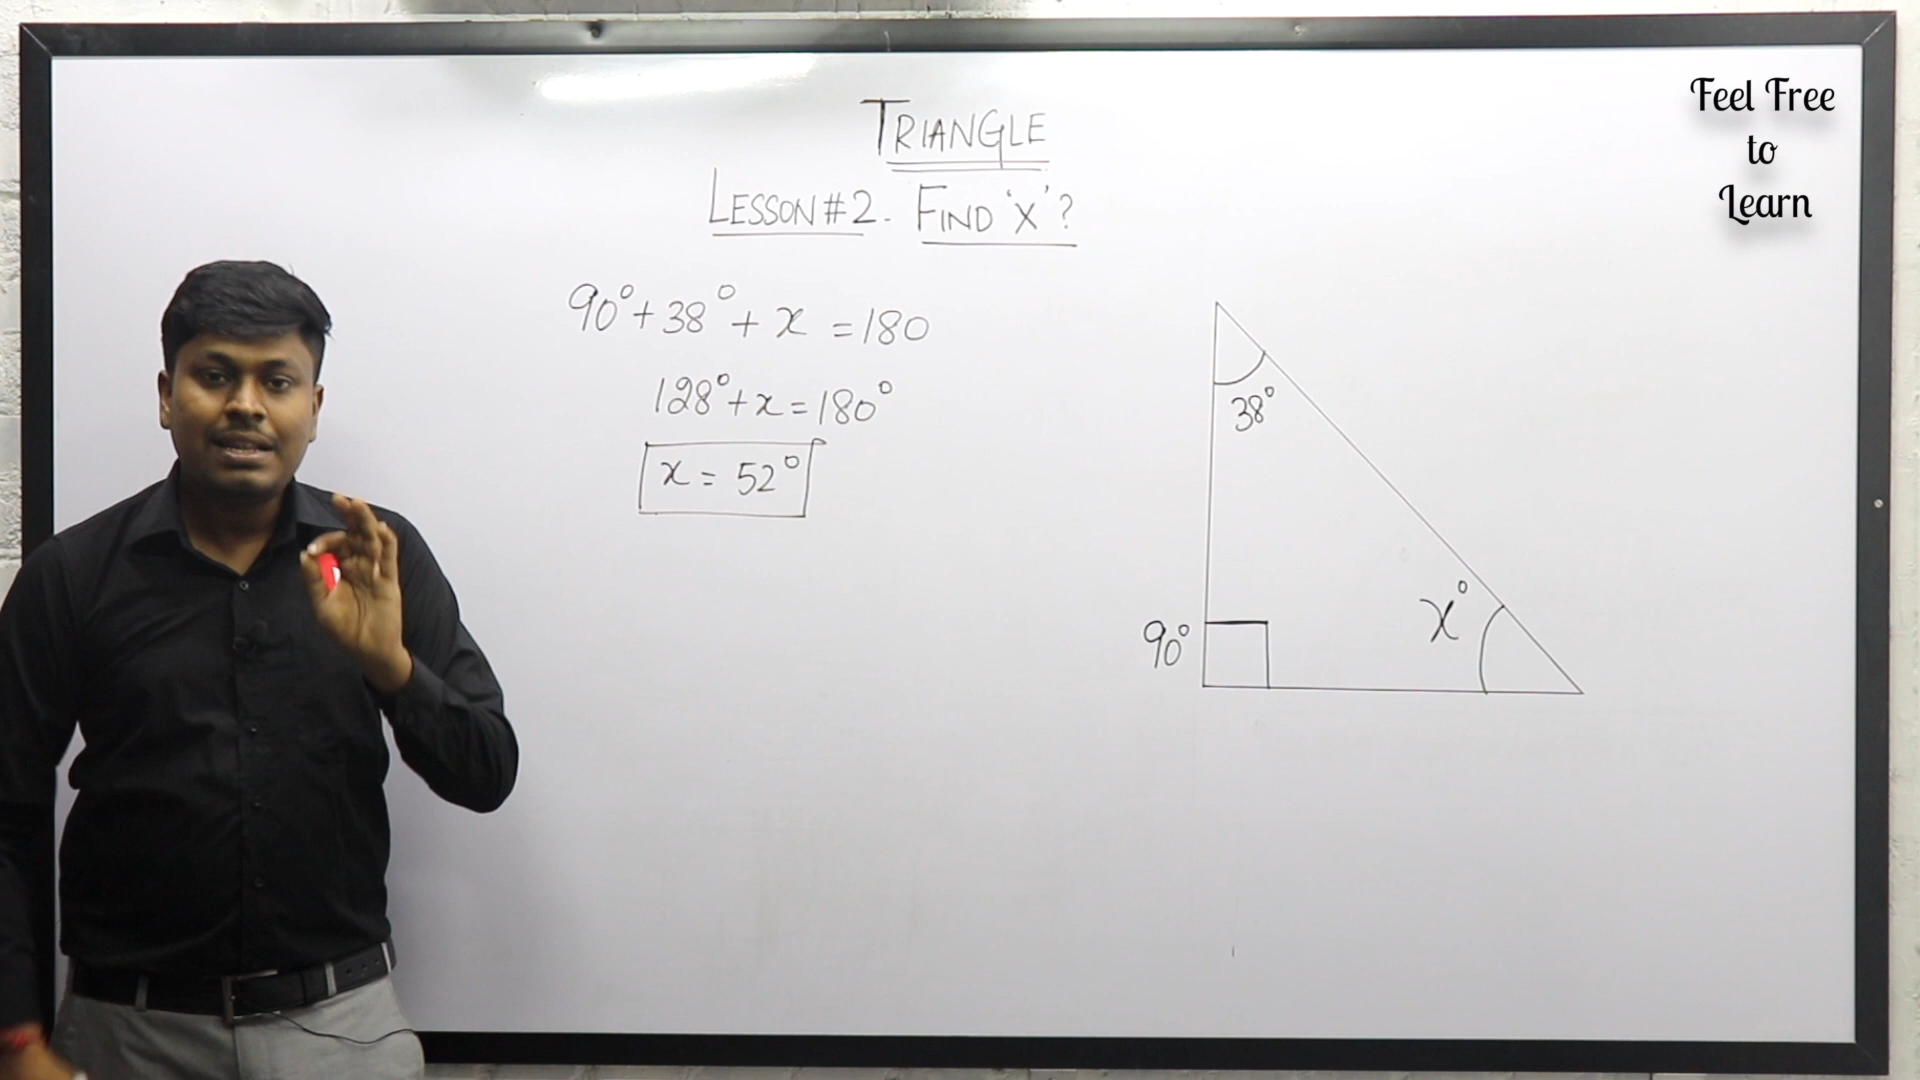 Feel Free
to
Learn
TRIANGLE
LESSON#2. FIND 'X'?
90°+38°+x=180
128°+x=180°
x=52°
38°
90°
x°